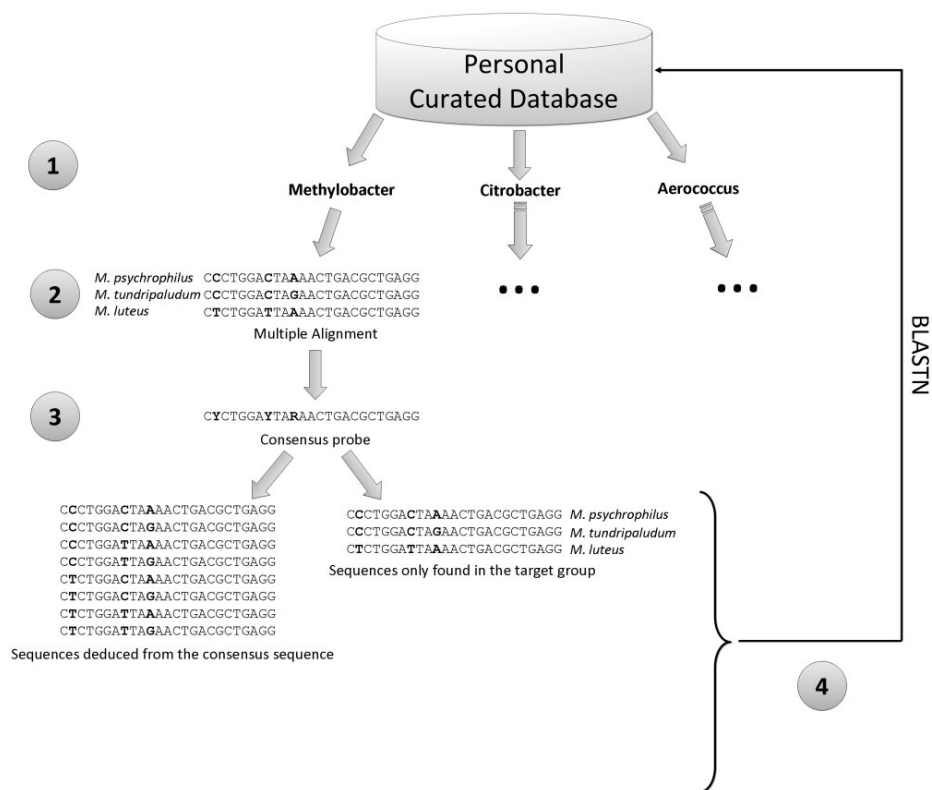 Personal
Curated Database
1
Methylobacter
Citrobacter
Aerococcus
2
M. psychrophilus CCCTGGACTAAAACTGACGCTGAGG
M. tundripaludum CCCTGGACTAGAACTGACGCTGAGG
M. luteus CTCTGGATTAAAACTGACGCTGAGG
Multiple Alignment
...
...
BLASTN
3
CYCTGGAYTARAACTGACGCTGAGG
Consensus probe
CCCTGGACTAAAACTGACGCTGAGG
CCCTGGACTAGAACTGACGCTGAGG
CCCTGGATTAAAACTGACGCTGAGG
CCCTGGATTAGAACTGACGCTGAGG
CTCTGGACTAAAACTGACGCTGAGG
CTCTGGACTAGAACTGACGCTGAGG
CTCTGGATTAAAACTGACGCTGAGG
CTCTGGATTAGAACTGACGCTGAGG
Sequences deduced from the consensus sequence
CCCTGGACTAAAACTGACGCTGAGG M. psychrophilus
CCCTGGACTAGAACTGACGCTGAGG M. tundripaludum
CTCTGGATTAAAACTGACGCTGAGG M. luteus
Sequences only found in the target group
4